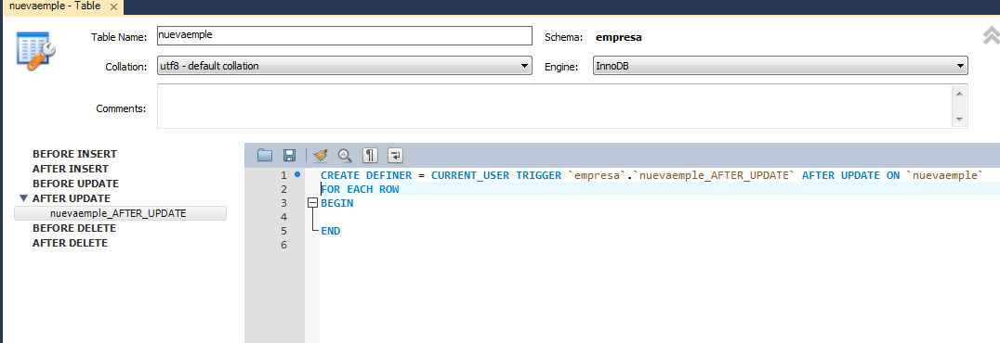 nuevaemple - Table ×
Table Name: nuevaemple Schema: empresa
Collation: utf8 - default collation Engine: InnoDB
Comments:
BEFORE INSERT
AFTER INSERT
BEFORE UPDATE
AFTER UPDATE
nuevaemple_AFTER_UPDATE
BEFORE DELETE
AFTER DELETE
1 CREATE DEFINER = CURRENT_USER TRIGGER `empresa`.`nuevaemple_AFTER_UPDATE` AFTER UPDATE ON `nuevaemple`
2 FOR EACH ROW
3 BEGIN
4
5 END
6